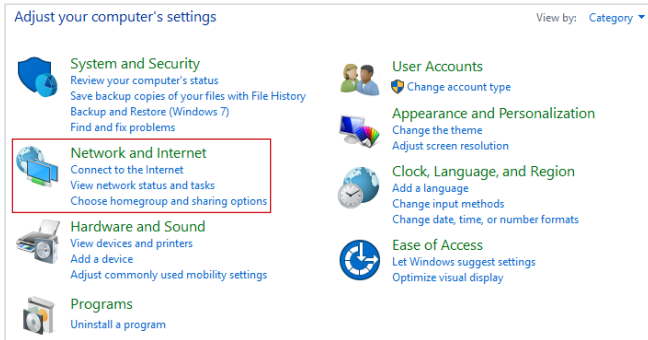 Adjust your computer's settings
View by: Category
System and Security
Review your computer's status
Save backup copies of your files with File History
Backup and Restore (Windows 7)
Find and fix problems
Network and Internet
Connect to the Internet
View network status and tasks
Choose homegroup and sharing options
Hardware and Sound
View devices and printers
Add a device
Adjust commonly used mobility settings
Programs
Uninstall a program
User Accounts
Change account type
Appearance and Personalization
Change the theme
Adjust screen resolution
Clock, Language, and Region
Add a language
Change input methods
Change date, time, or number formats
Ease of Access
Let Windows suggest settings
Optimize visual display